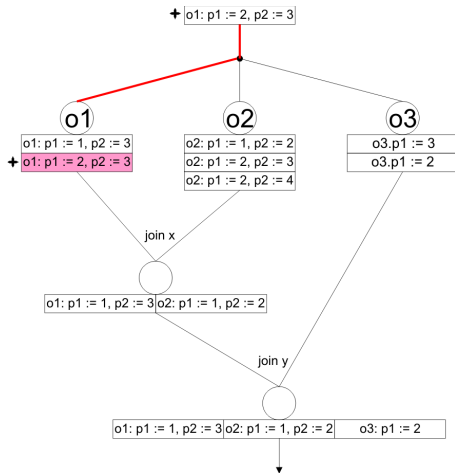 + o1: p1 := 2, p2 := 3
o1 o2 o3
o1: p1 := 1, p2 := 3 o2: p1 := 1, p2 := 2 o3.p1 := 3
+ o1: p1 := 2, p2 := 3 o2: p1 := 2, p2 := 3 o3.p1 := 2
o2: p1 := 2, p2 := 4
join x
o1: p1 := 1, p2 := 3 o2: p1 := 1, p2 := 2
join y
o1: p1 := 1, p2 := 3 o2: p1 := 1, p2 := 2 o3: p1 := 2